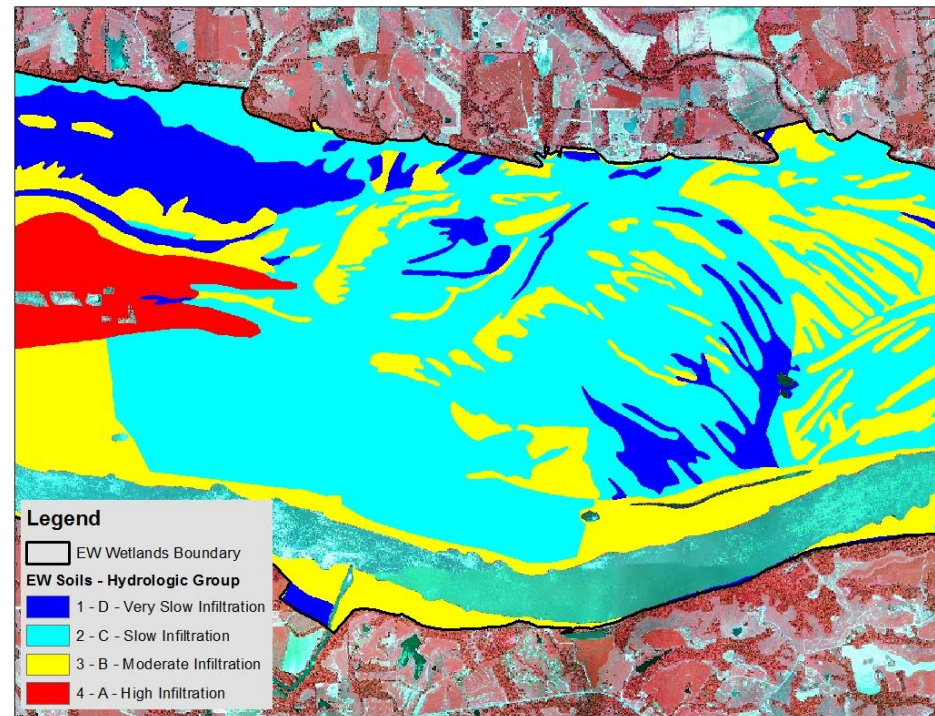 Legend
EW Wetlands Boundary
EW Soils - Hydrologic Group
1 - D - Very Slow Infiltration
2 - C - Slow Infiltration
3 - B - Moderate Infiltration
4 - A - High Infiltration